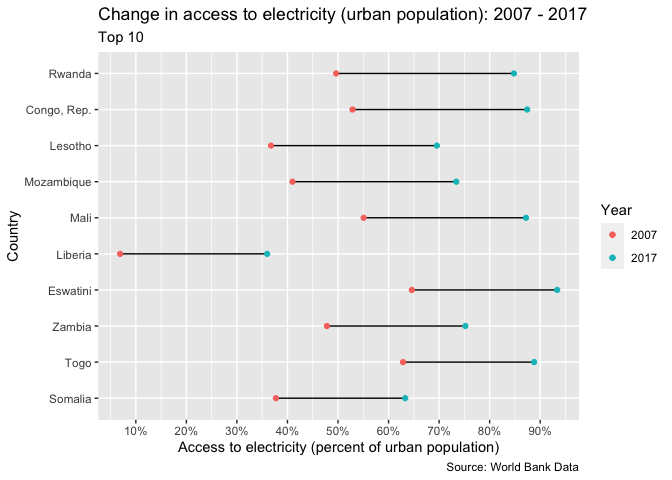 Change in access to electricity (urban population): 2007 - 2017
Top 10
Rwanda
Congo, Rep.
Lesotho
Mozambique
Mali
Liberia
Eswatini
Zambia
Togo
Somalia
Country
10% 20% 30% 40% 50% 60% 70% 80% 90%
Access to electricity (percent of urban population)
Year
2007
2017
Source: World Bank Data